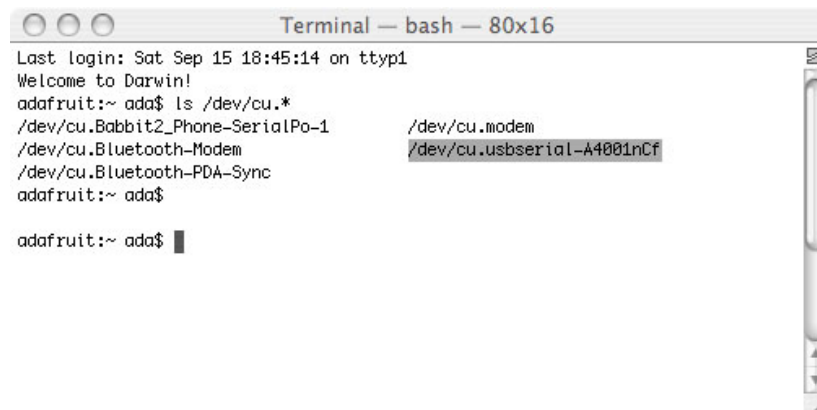 Terminal — bash — 80x16
Last login: Sat Sep 15 18:45:14 on ttyp1
Welcome to Darwin!
adafruit:~ ada$ ls /dev/cu.*
/dev/cu.Babbit2_Phone-SerialPo-1 /dev/cu.modem
/dev/cu.Bluetooth-Modem /dev/cu.usbserial-A4001nCf
/dev/cu.Bluetooth-PDA-Sync
adafruit:~ ada$
adafruit:~ ada$